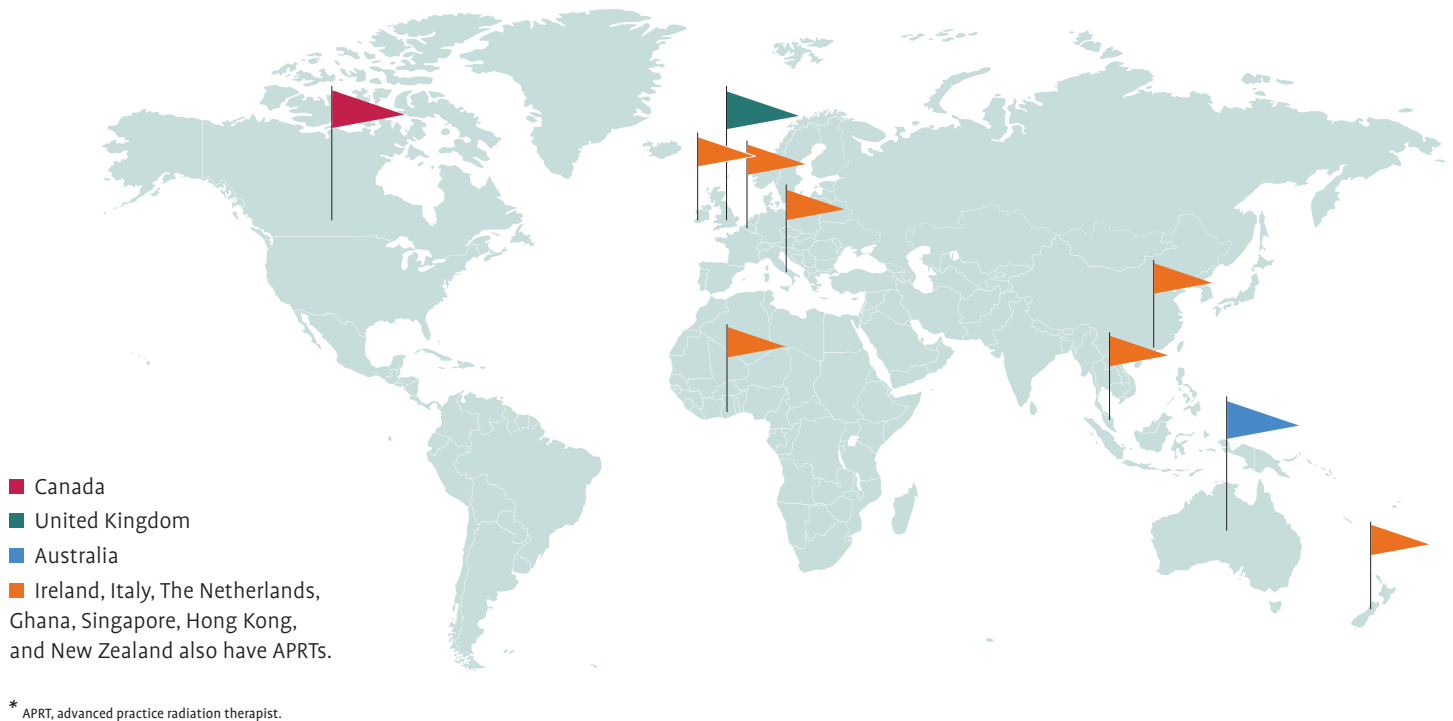 Canada
United Kingdom
Australia
Ireland, Italy, The Netherlands,
Ghana, Singapore, Hong Kong,
and New Zealand also have APRTs.
* APRT, advanced practice radiation therapist.